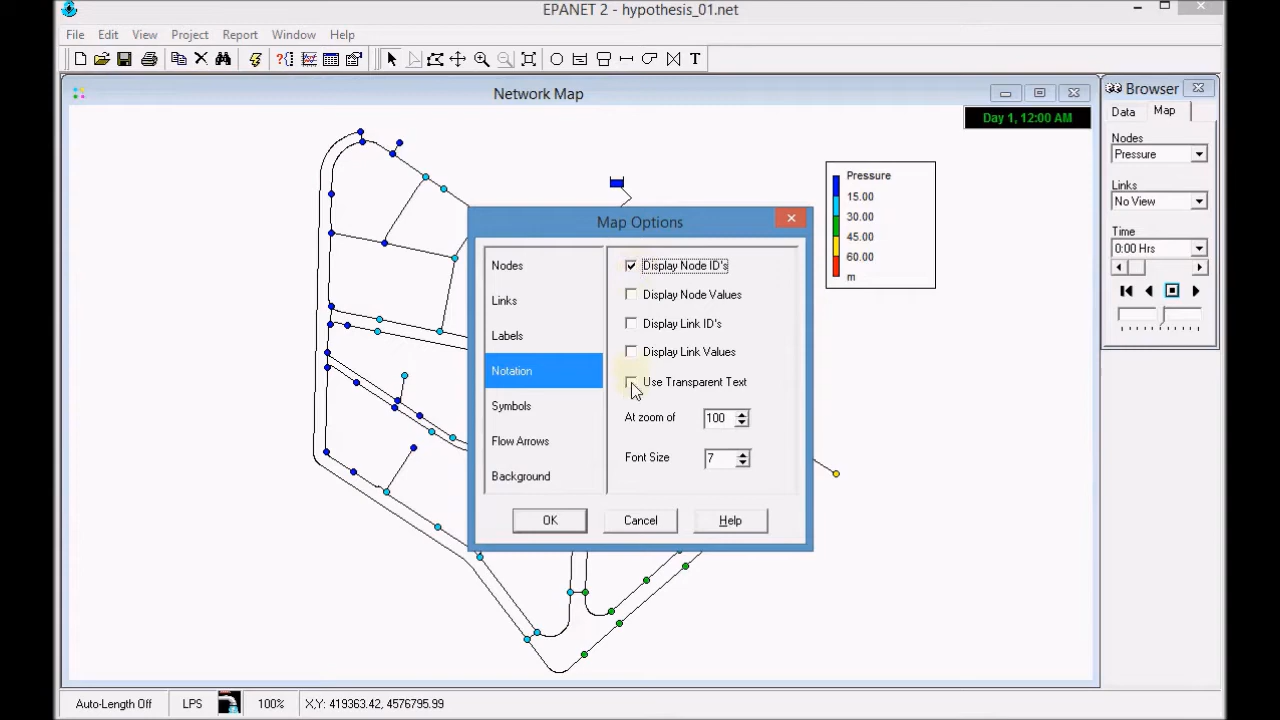 EPANET 2 - hypothesis_01.net
File Edit View Project Report Window Help
T
Network Map
Day 1, 12:00 AM
Pressure
15.00
30.00
45.00
60.00
m
Browser
Data Map
Nodes
Pressure
Links
No View
Time
0:00 Hrs
Map Options
Nodes
Links
Labels
Notation
Symbols
Flow Arrows
Background
Display Node ID's
Display Node Values
Display Link ID's
Display Link Values
Use Transparent Text
At zoom of 100
Font Size 7
OK Cancel Help
Auto-Length Off LPS 100% X,Y: 419363.42, 4576795.99